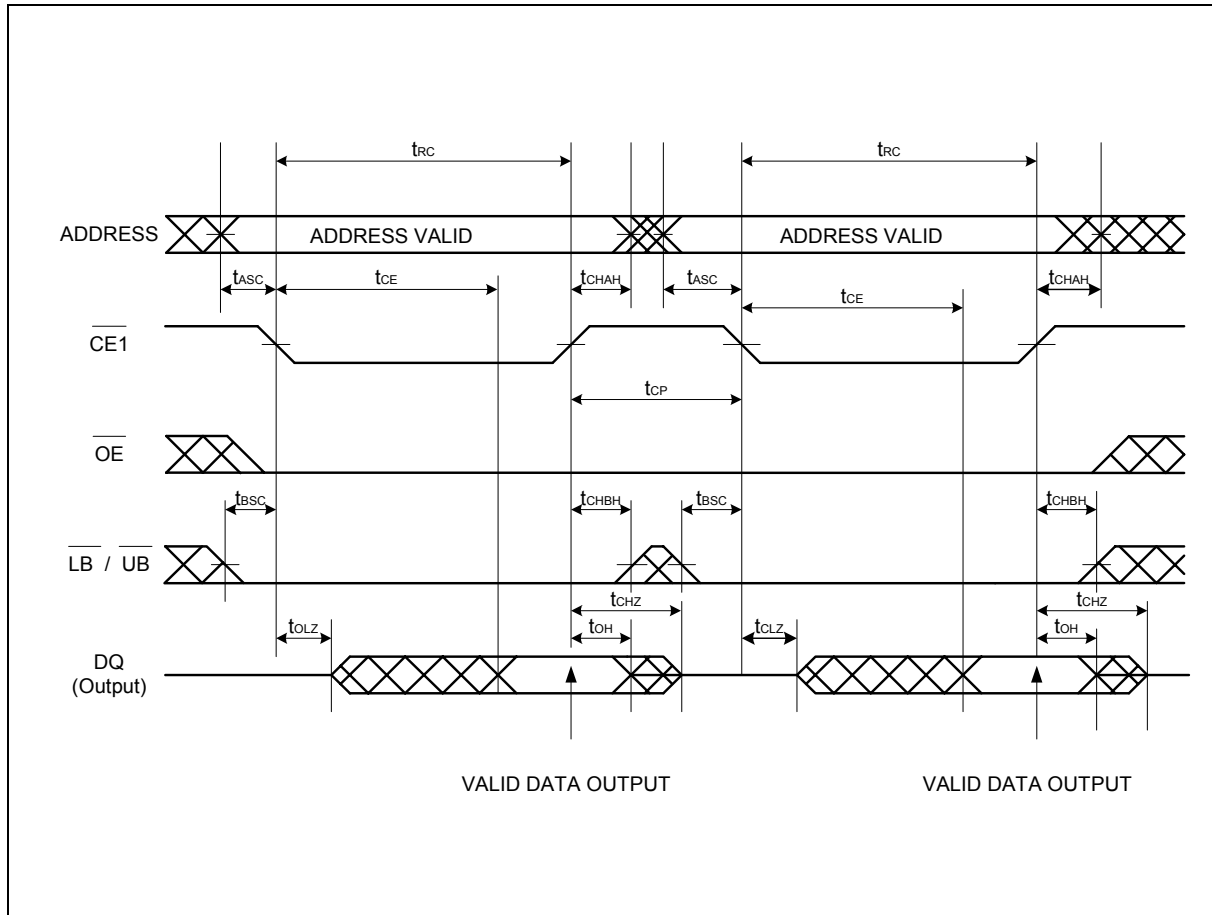 tRC tRC
ADDRESS ADDRESS VALID ADDRESS VALID
tASC tCE tCHAH tASC tCE tCHAH
CE1
tCP
OE
tBSC tCHBH tBSC tCHBH
LB / UB
tCHZ tCHZ
tOLZ tOH tCLZ tOH
DQ
(Output)
VALID DATA OUTPUT VALID DATA OUTPUT